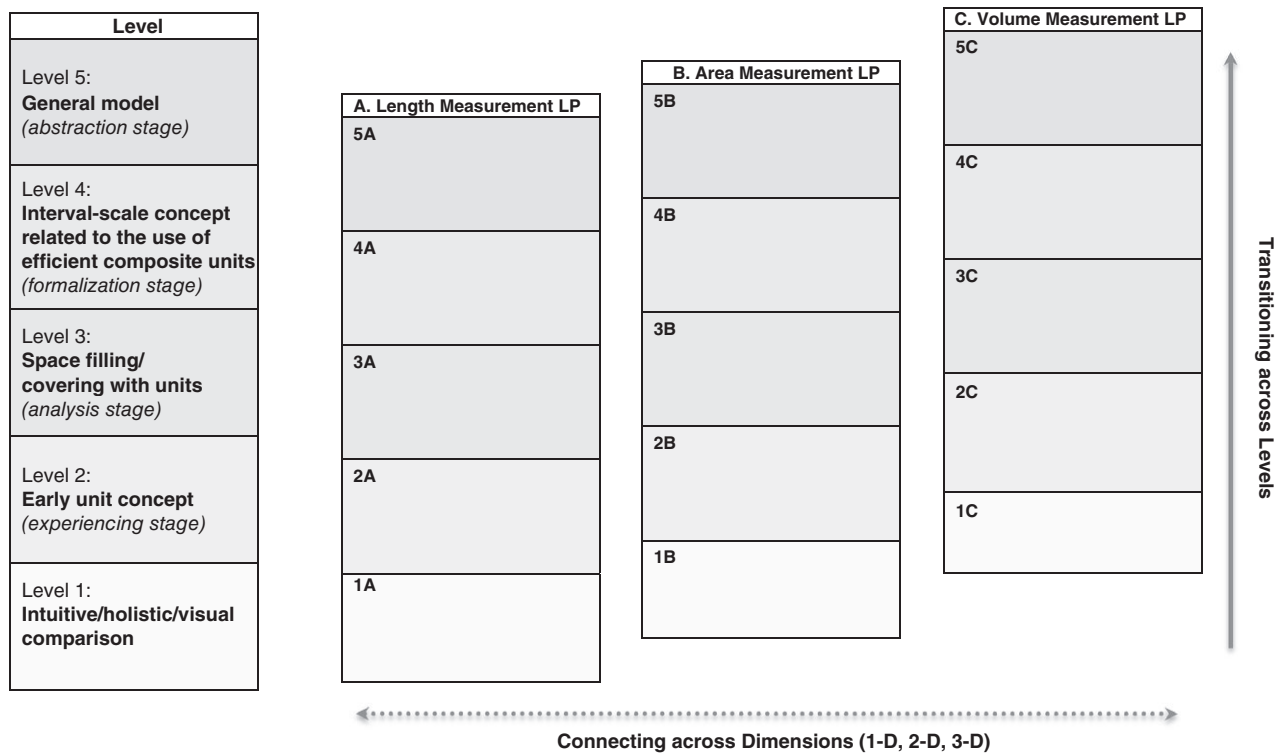 Level
Level 5:
General model
(abstraction stage)
Level 4:
Interval-scale concept
related to the use of
efficient composite units
(formalization stage)
Level 3:
Space filling/
covering with units
(analysis stage)
Level 2:
Early unit concept
(experiencing stage)
Level 1:
Intuitive/holistic/visual
comparison
A. Length Measurement LP
5A
4A
3A
2A
1A
B. Area Measurement LP
5B
4B
3B
2B
1B
C. Volume Measurement LP
5C
4C
3C
2C
1C
Transitioning across Levels
Connecting across Dimensions (1-D, 2-D, 3-D)